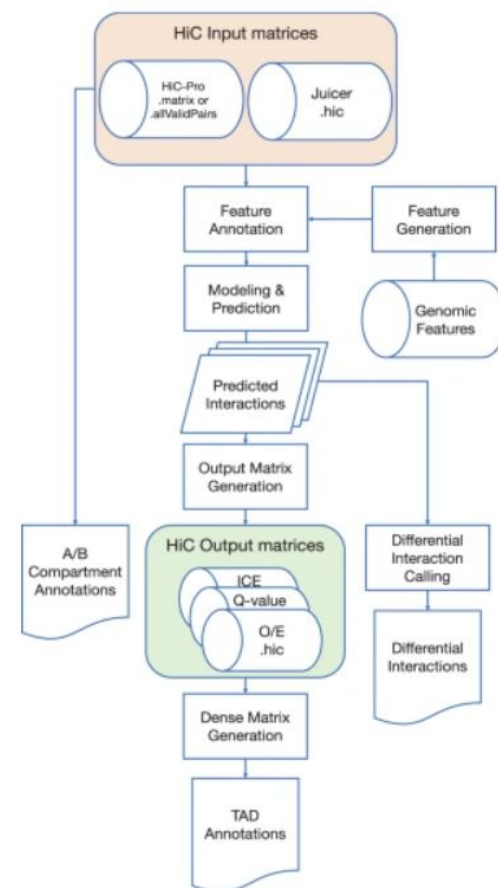 HiC Input matrices
HiC-Pro
.matrix or
.allValidPairs
Juicer
.hic
Feature
Annotation
Feature
Generation
Modeling &
Prediction
Genomic
Features
Predicted
Interactions
Output Matrix
Generation
A/B
Compartment
Annotations
HiC Output matrices
ICE
Q-value
O/E
.hic
Differential
Interaction
Calling
Differential
Interactions
Dense Matrix
Generation
TAD
Annotations